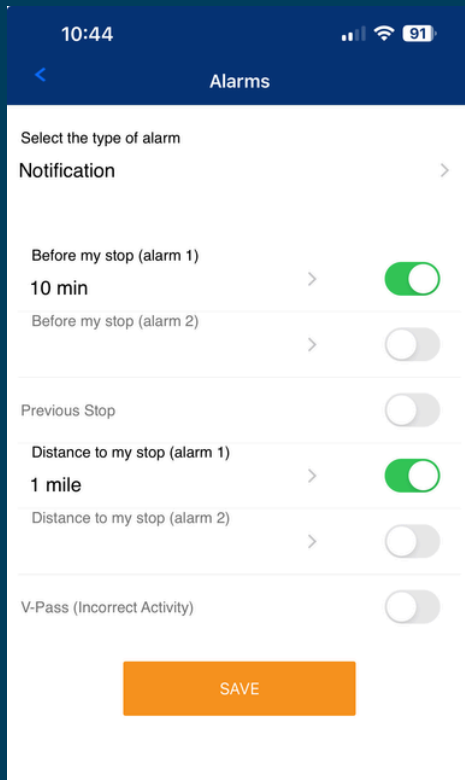 10:44
91
Alarms
Select the type of alarm
Notification
Before my stop (alarm 1)
10 min
Before my stop (alarm 2)
Previous Stop
Distance to my stop (alarm 1)
1 mile
Distance to my stop (alarm 2)
V-Pass (Incorrect Activity)
SAVE